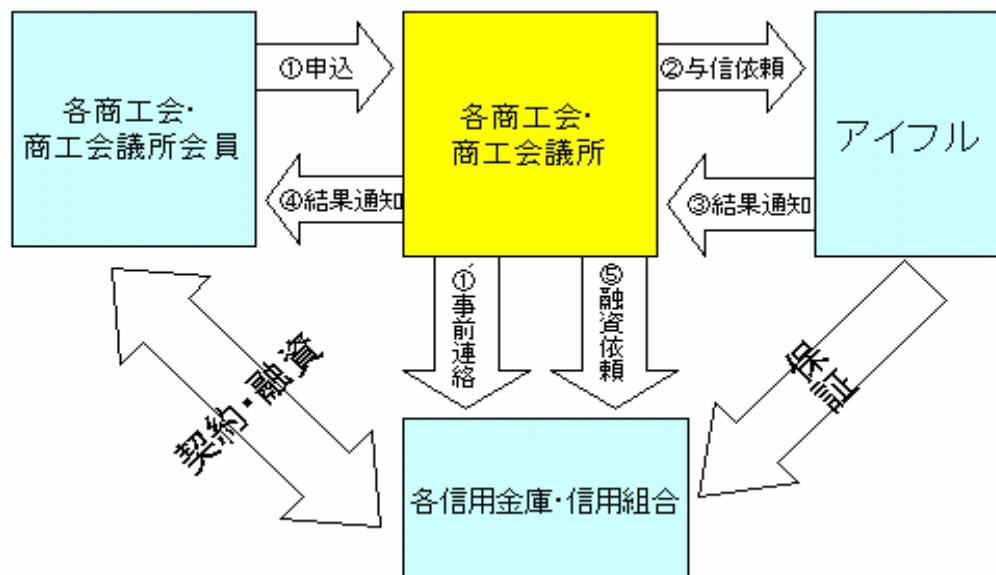 ①申込
②与信依頼
各商工会・
商工会議所会員
各商工会・
商工会議所
アイフル
④結果通知
③結果通知
①´事前連絡
⑤融資依頼
契約・融資
保証
各信用金庫・信用組合